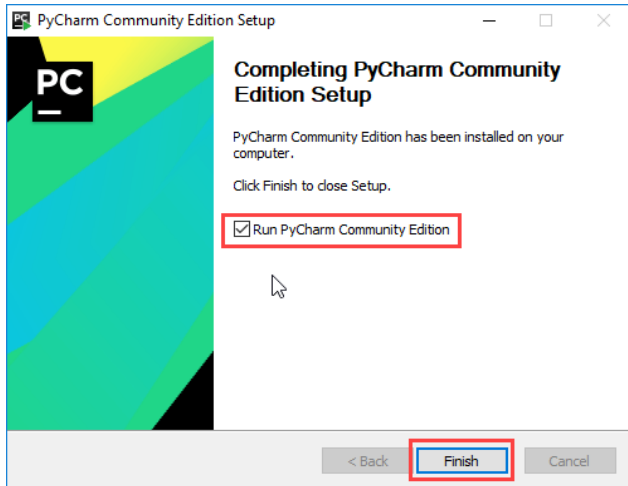 PyCharm Community Edition Setup
PC
Completing PyCharm Community
Edition Setup
PyCharm Community Edition has been installed on your
computer.
Click Finish to close Setup.
Run PyCharm Community Edition
< Back Finish Cancel